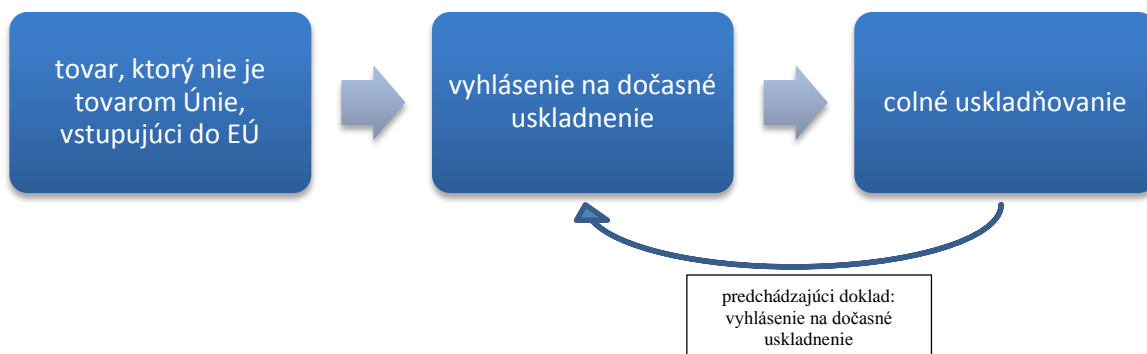 tovar, ktorý nie je
tovarom Únie,
vstupujúci do EÚ
vyhlásenie na dočasné
uskladnenie
colné uskladňovanie
predchádzajúci doklad:
vyhlásenie na dočasné
uskladnenie